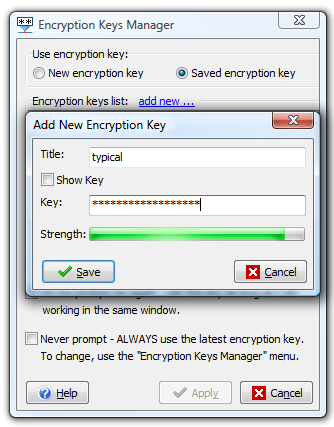 Encryption Keys Manager
Use encryption key:
New encryption key
Saved encryption key
Encryption keys list: add new ...
Add New Encryption Key
Title: typical
Show Key
Key: ******************
Strength:
Save
Cancel
working in the same window.
Never prompt - ALWAYS use the latest encryption key.
To change, use the "Encryption Keys Manager" menu.
Help
Apply
Cancel